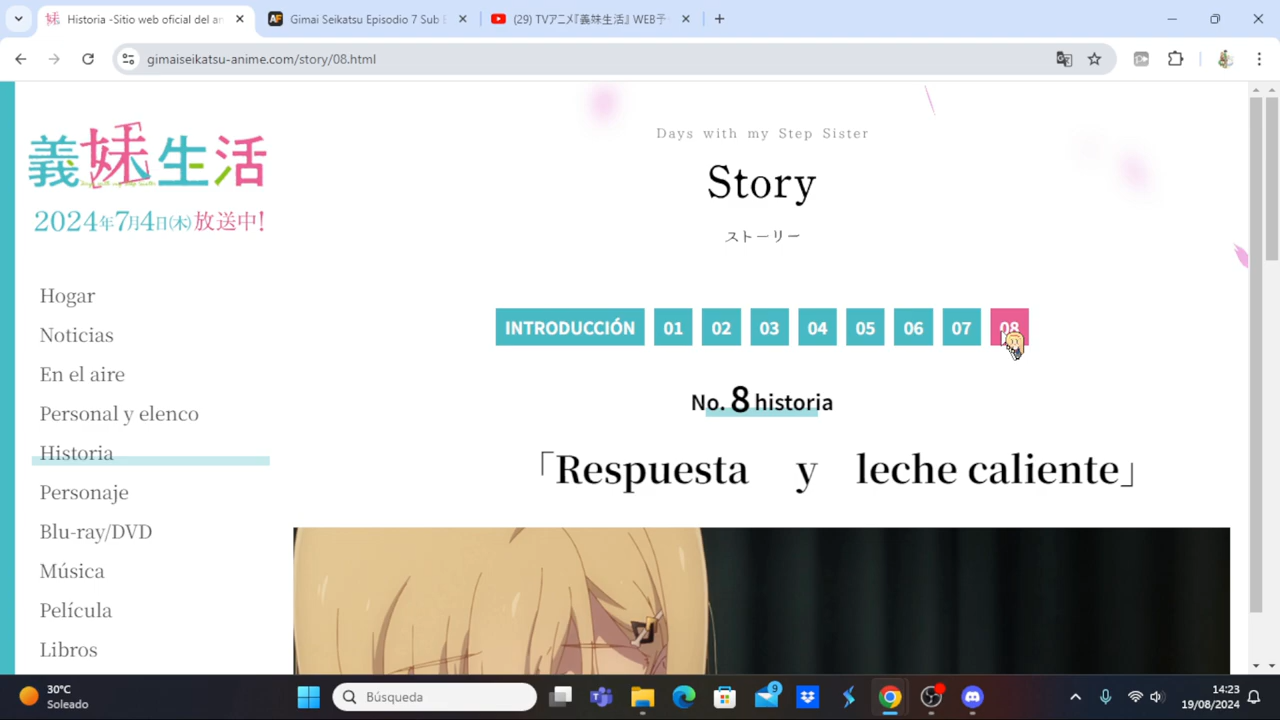 Historia -Sitio web oficial del an
Gimai Seikatsu Episodio 7 Sub E
(29) TVアニメ『義妹生活』 WEB予
gimaiseikatsu-anime.com/story/08.html
義妹生活
2024年7月4日(木)放送中!
Days with my Step Sister
Story
ストーリー
INTRODUCCIÓN 01 02 03 04 05 06 07 08
No. 8 historia
「Respuesta y leche caliente」
Hogar
Noticias
En el aire
Personal y elenco
Historia
Personaje
Blu-ray/DVD
Música
Película
Libros
30°C
Soleado
Búsqueda
9
14:23
19/08/2024